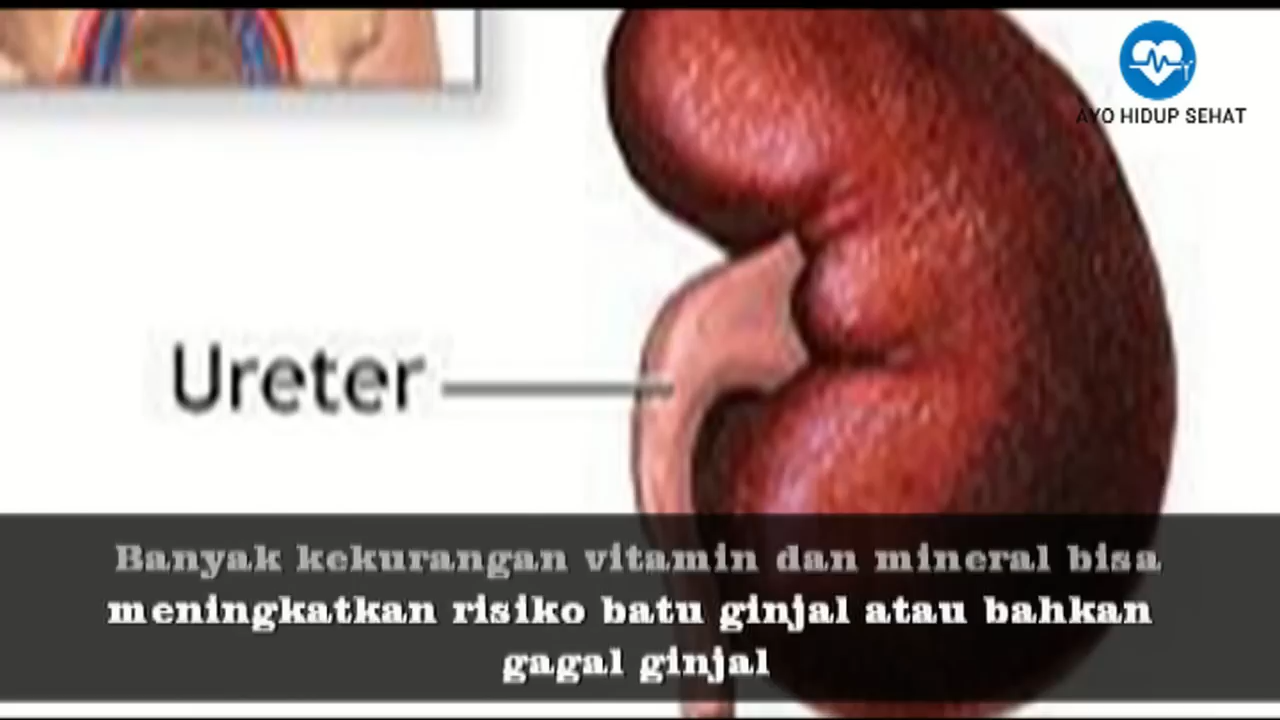 AYO HIDUP SEHAT
Ureter
Banyak kekurangan vitamin dan mineral bisa
meningkatkan risiko batu ginjal atau bahkan
gagal ginjal